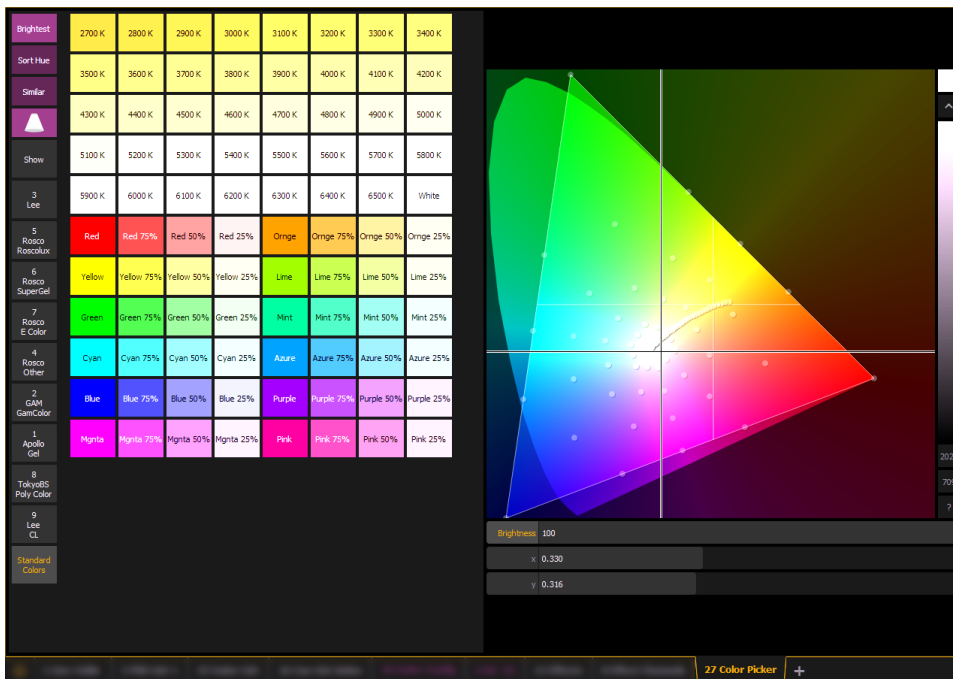 Brightest
Sort Hue
Similar
Show
3
Lee
5
Rosco
Roscolux
6
Rosco
SuperGel
7
Rosco
E Color
4
Rosco
Other
2
GAM
GamColor
1
Apollo
Gel
8
TokyoBS
Poly Color
9
Lee
CL
Standard
Colors
2700 K 2800 K 2900 K 3000 K 3100 K 3200 K 3300 K 3400 K
3500 K 3600 K 3700 K 3800 K 3900 K 4000 K 4100 K 4200 K
4300 K 4400 K 4500 K 4600 K 4700 K 4800 K 4900 K 5000 K
5100 K 5200 K 5300 K 5400 K 5500 K 5600 K 5700 K 5800 K
5900 K 6000 K 6100 K 6200 K 6300 K 6400 K 6500 K White
Red Red 75% Red 50% Red 25% Ornge Ornge 75% Ornge 50% Ornge 25%
Yellow Yellow 75% Yellow 50% Yellow 25% Lime Lime 75% Lime 50% Lime 25%
Green Green 75% Green 50% Green 25% Mint Mint 75% Mint 50% Mint 25%
Cyan Cyan 75% Cyan 50% Cyan 25% Azure Azure 75% Azure 50% Azure 25%
Blue Blue 75% Blue 50% Blue 25% Purple Purple 75% Purple 50% Purple 25%
Mgnta Mgnta 75% Mgnta 50% Mgnta 25% Pink Pink 75% Pink 50% Pink 25%
202
709
?
Brightness 100
x 0.330
y 0.316
27 Color Picker +